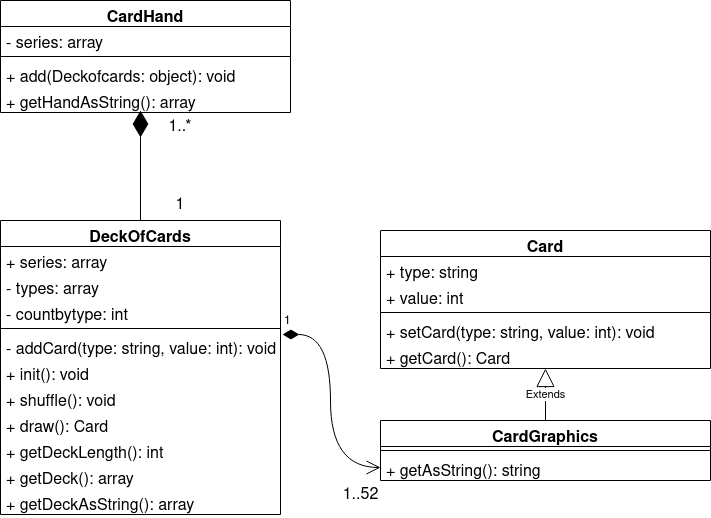 CardHand
- series: array
+ add(Deckofcards: object): void
+ getHandAsString(): array
1..*
1
DeckOfCards
+ series: array
- types: array
- countbytype: int
- addCard(type: string, value: int): void
+ init(): void
+ shuffle(): void
+ draw(): Card
+ getDeckLength(): int
+ getDeck(): array
+ getDeckAsString(): array
1
1..52
Card
+ type: string
+ value: int
+ setCard(type: string, value: int): void
+ getCard(): Card
Extends
CardGraphics
+ getAsString(): string